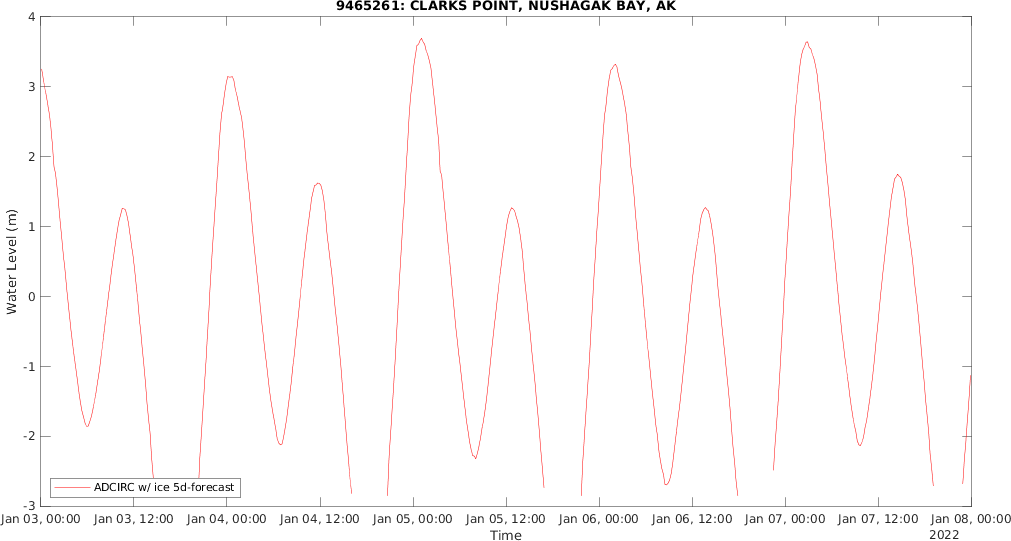 9465261: CLARKS POINT, NUSHAGAK BAY, AK
Water Level (m)
4
3
2
1
0
-1
-2
-3
ADCIRC w/ ice 5d-forecast
Jan 03, 00:00 Jan 03, 12:00 Jan 04, 00:00 Jan 04, 12:00 Jan 05, 00:00 Jan 05, 12:00 Jan 06, 00:00 Jan 06, 12:00 Jan 07, 00:00 Jan 07, 12:00 Jan 08, 00:00
Time
2022